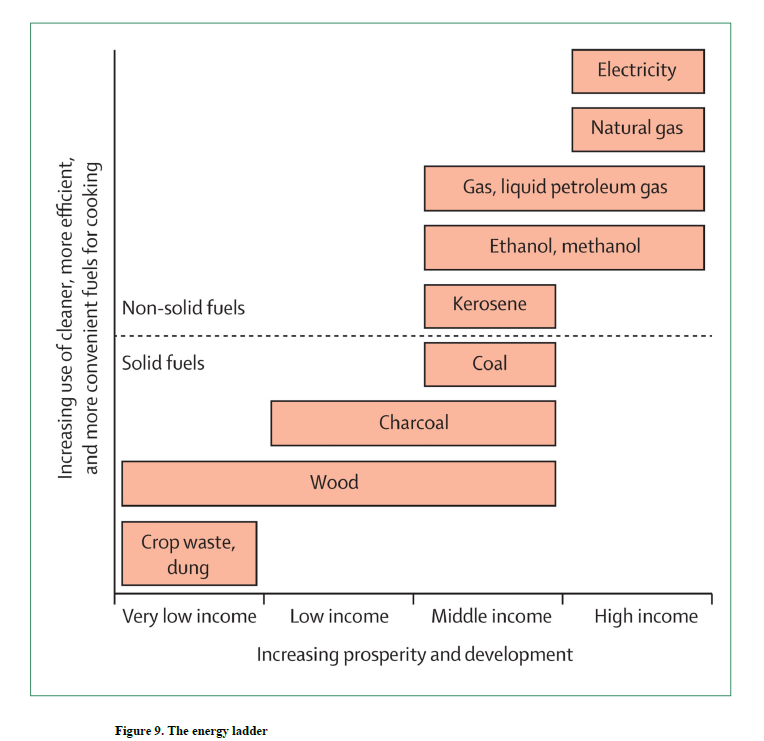 Increasing use of cleaner, more efficient,
and more convenient fuels for cooking
Electricity
Natural gas
Gas, liquid petroleum gas
Ethanol, methanol
Kerosene
Non-solid fuels
Solid fuels
Coal
Charcoal
Wood
Crop waste,
dung
Very low income
Low income
Middle income
High income
Increasing prosperity and development
Figure 9. The energy ladder